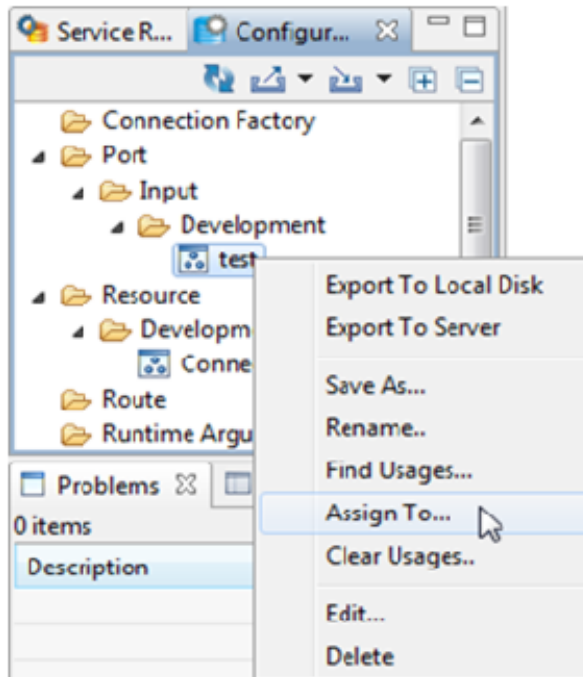 Service R... Configur...
Connection Factory
Port
Input
Development
test
Resource
Developm
Conne
Route
Runtime Argu
Export To Local Disk
Export To Server
Save As...
Rename..
Find Usages...
Assign To...
Clear Usages..
Edit...
Delete
Problems
0 items
Description